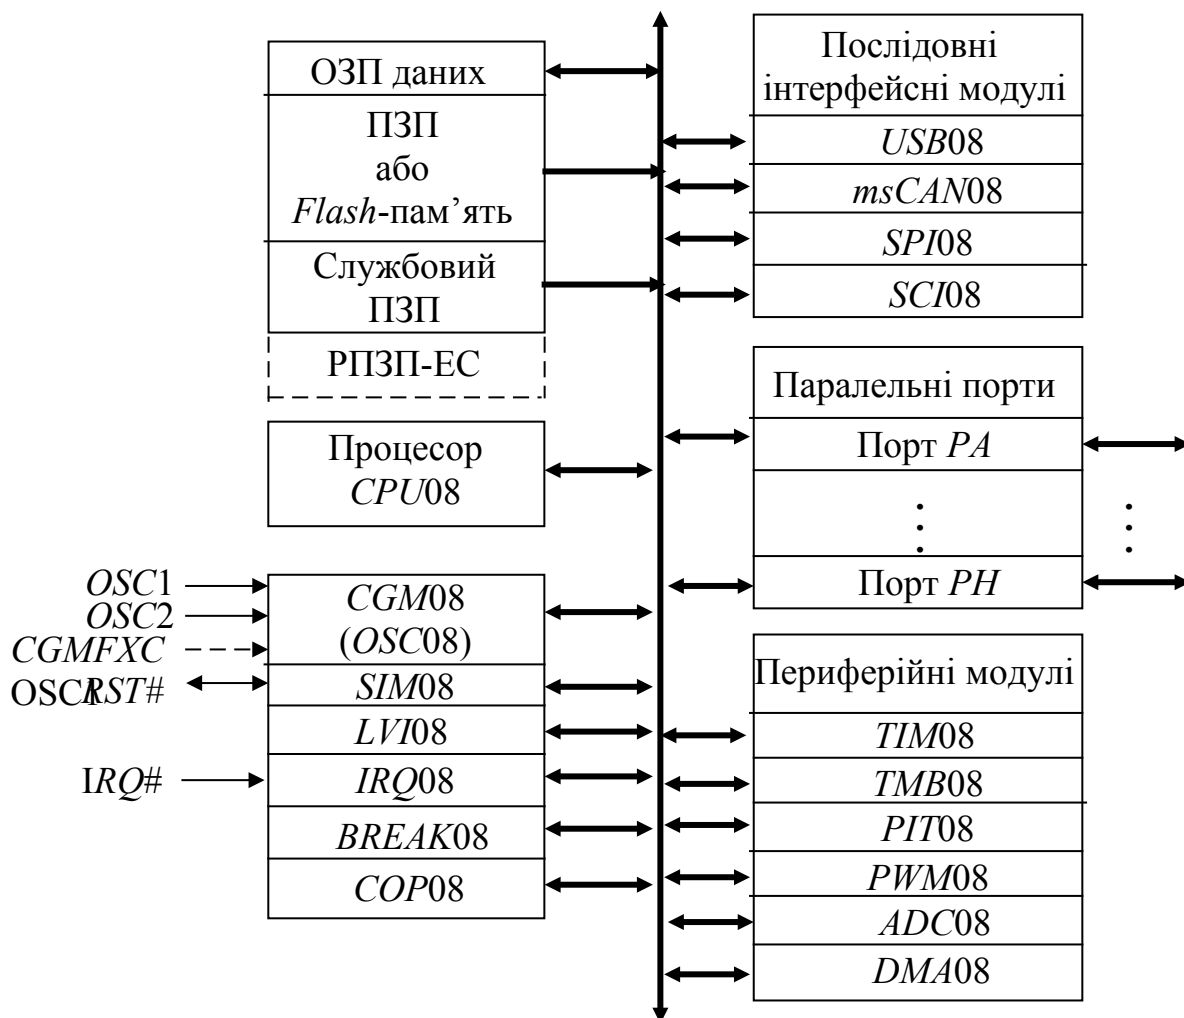 ОЗП даних
ПЗП
або
Flash-пам’ять
Службовий
ПЗП
РПЗП-ЕС
Процесор
CPU08
OSC1
OSC2
CGMFXC
OSC1
RST#
IRQ#
CGM08
(OSC08)
SIM08
LVI08
IRQ08
BREAK08
COP08
Послідовні
інтерфейсні модулі
USB08
msCAN08
SPI08
SCI08
Паралельні порти
Порт PA
Порт PH
Периферійні модулі
TIM08
TMB08
PIT08
PWM08
ADC08
DMA08